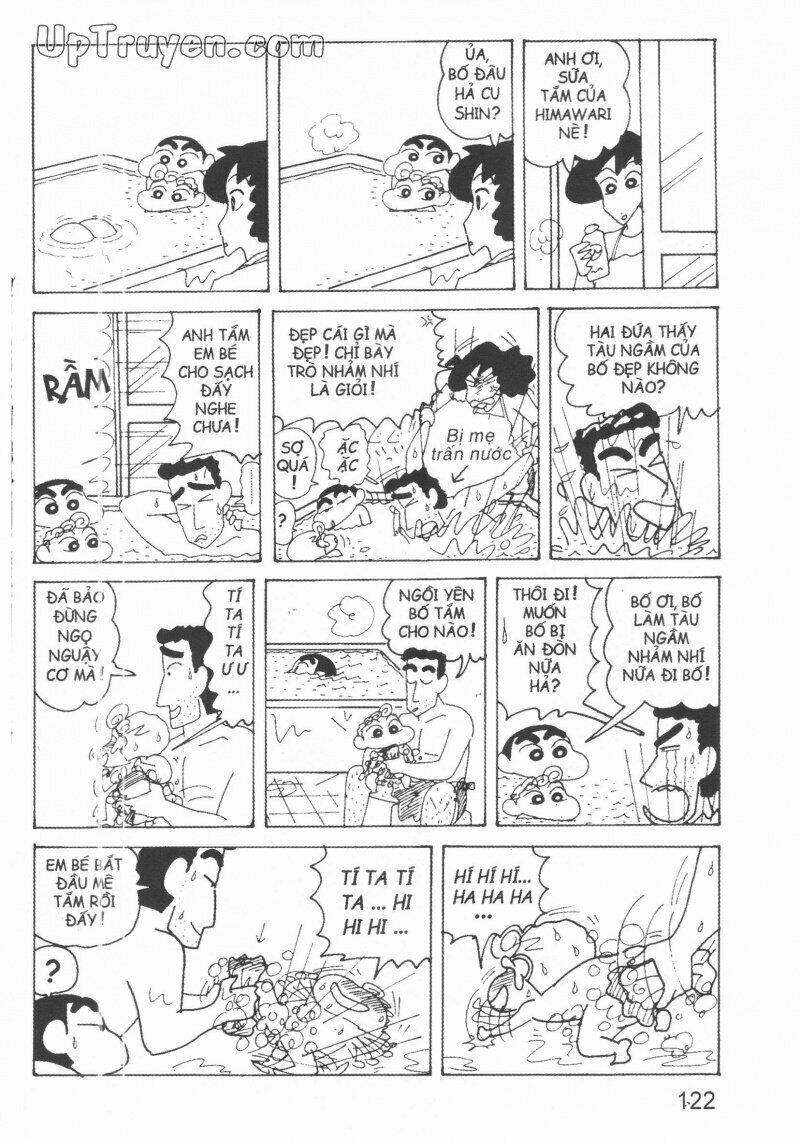 UpTruyen.com
ANH ƠI,
SỮA
TẮM CỦA
HIMAWARI
NÈ!
ỦA,
BỐ ĐÂU
HẢ CU
SHIN?
HAI ĐỨA THẤY
TÀU NGẦM CỦA
BỐ ĐẸP KHÔNG
NÀO?
ĐẸP CÁI GÌ MÀ
ĐẸP! CHỈ BÀY
TRÒ NHẢM NHÍ
LÀ GIỎI!
Bị mẹ
trấn nước
ẶC
ẶC
SỢ
QUÁ
!
?
ANH TẮM
EM BÉ
CHO SẠCH
ĐẤY
NGHE
CHƯA!
RẦM
BỐ ƠI, BỐ
LÀM TÀU
NGẦM
NHẢM NHÍ
NỮA ĐI BỐ!
THÔI ĐI!
MUỐN
BỐ BỊ
ĂN ĐÒN
NỮA
HẢ?
NGỒI YÊN
BỐ TẮM
CHO NÀO!
TÍ
TA
TÍ
TA
Ư Ư
...
ĐÃ BẢO
ĐỪNG
NGỌ
NGUẬY
CƠ MÀ!
HÍ HÍ HÍ...
HA HA HA
...
TÍ TA TÍ
TA ... HI
HI HI ...
EM BÉ BẮT
ĐẦU MÊ
TẮM RỒI
ĐẤY!
?
122